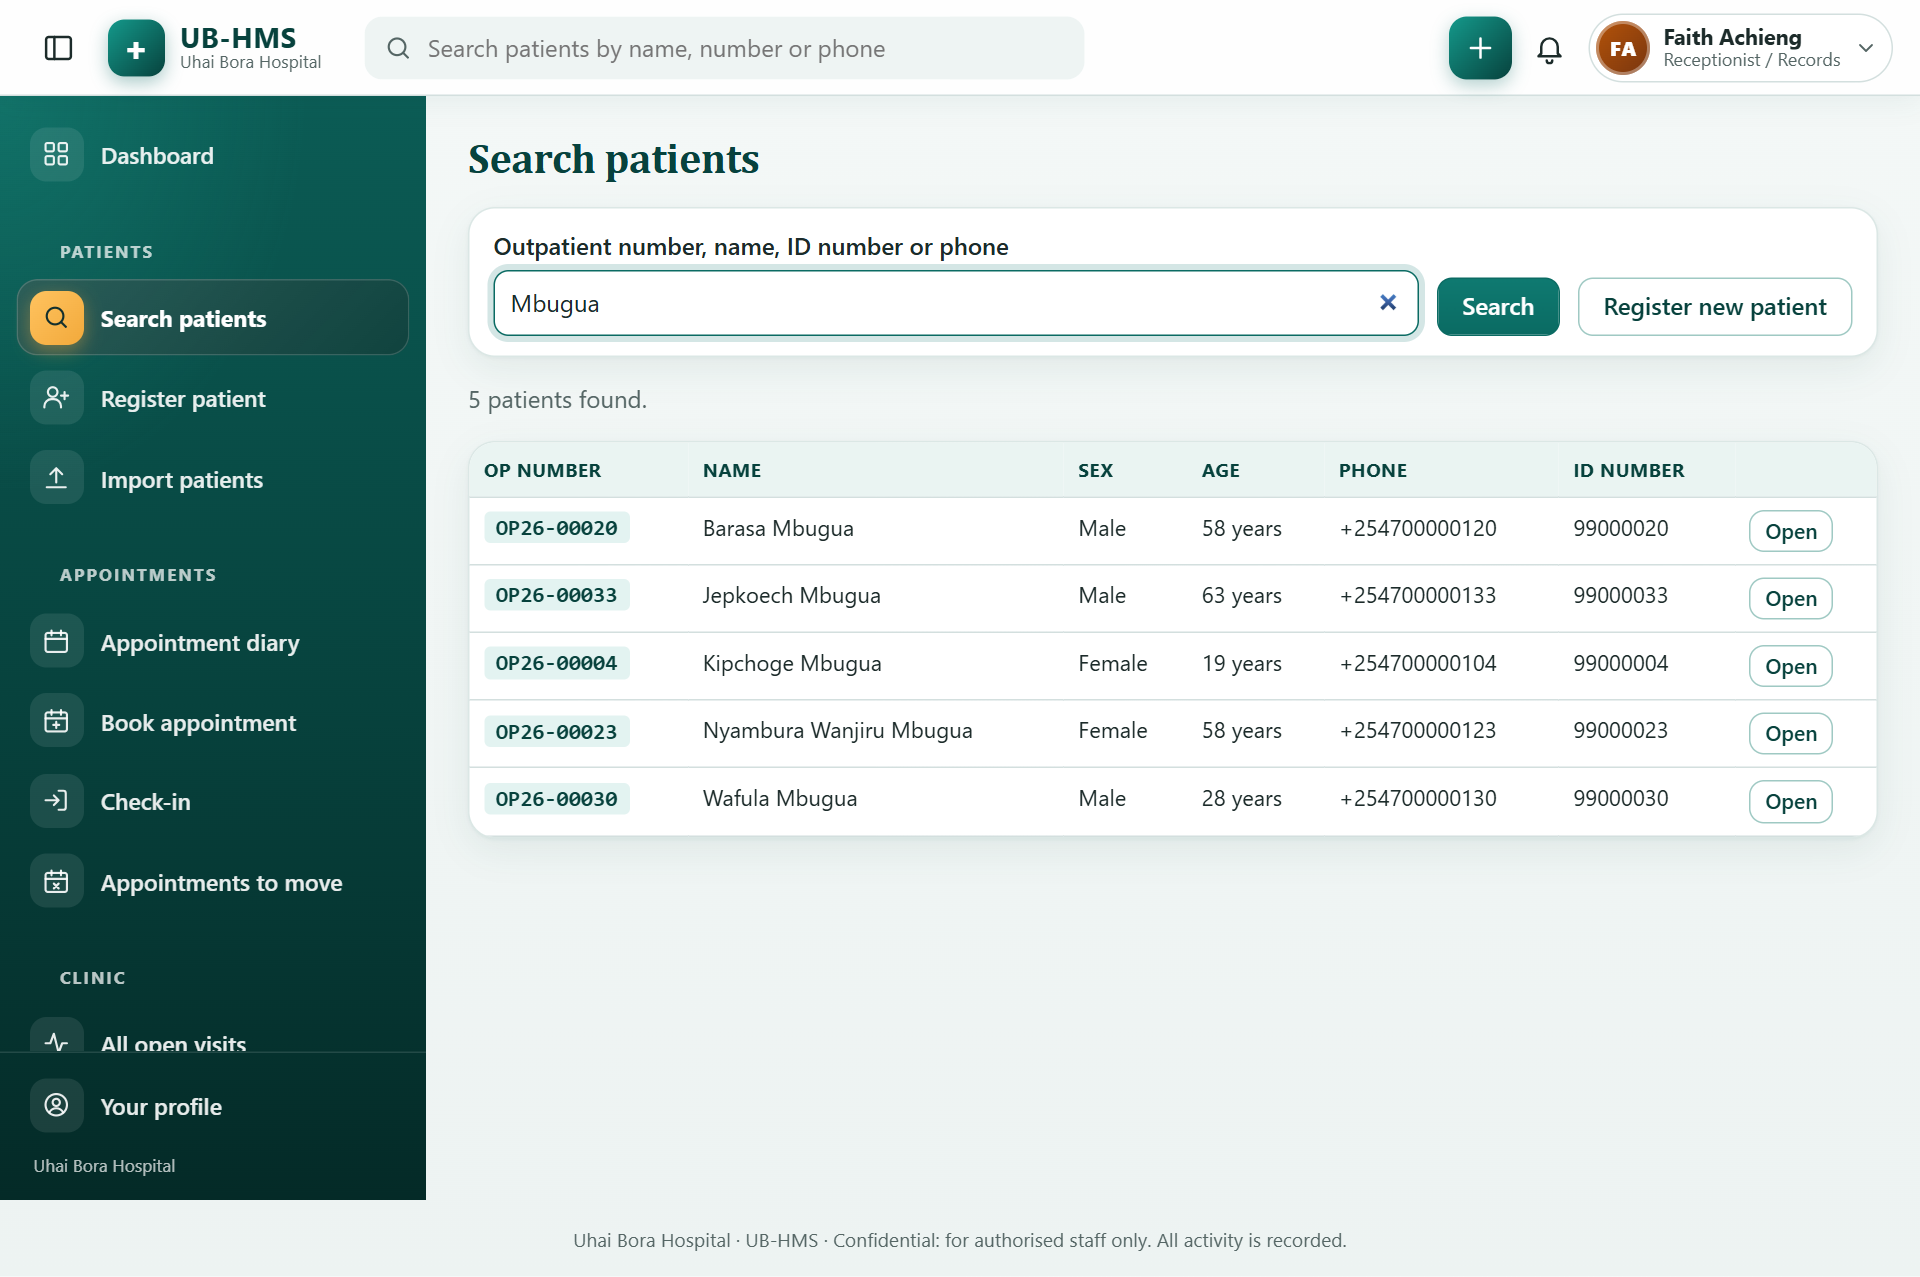 UB-HMS
Uhai Bora Hospital
Search patients by name, number or phone
FA
Faith Achieng
Receptionist / Records
Dashboard
PATIENTS
Search patients
Register patient
Import patients
APPOINTMENTS
Appointment diary
Book appointment
Check-in
Appointments to move
CLINIC
All open visits
Your profile
Uhai Bora Hospital
Search patients
Outpatient number, name, ID number or phone
Mbugua
Search
Register new patient
5 patients found.
OP NUMBER NAME SEX AGE PHONE ID NUMBER
OP26-00020 Barasa Mbugua Male 58 years +254700000120 99000020 Open
OP26-00033 Jepkoech Mbugua Male 63 years +254700000133 99000033 Open
OP26-00004 Kipchoge Mbugua Female 19 years +254700000104 99000004 Open
OP26-00023 Nyambura Wanjiru Mbugua Female 58 years +254700000123 99000023 Open
OP26-00030 Wafula Mbugua Male 28 years +254700000130 99000030 Open
Uhai Bora Hospital · UB-HMS · Confidential: for authorised staff only. All activity is recorded.